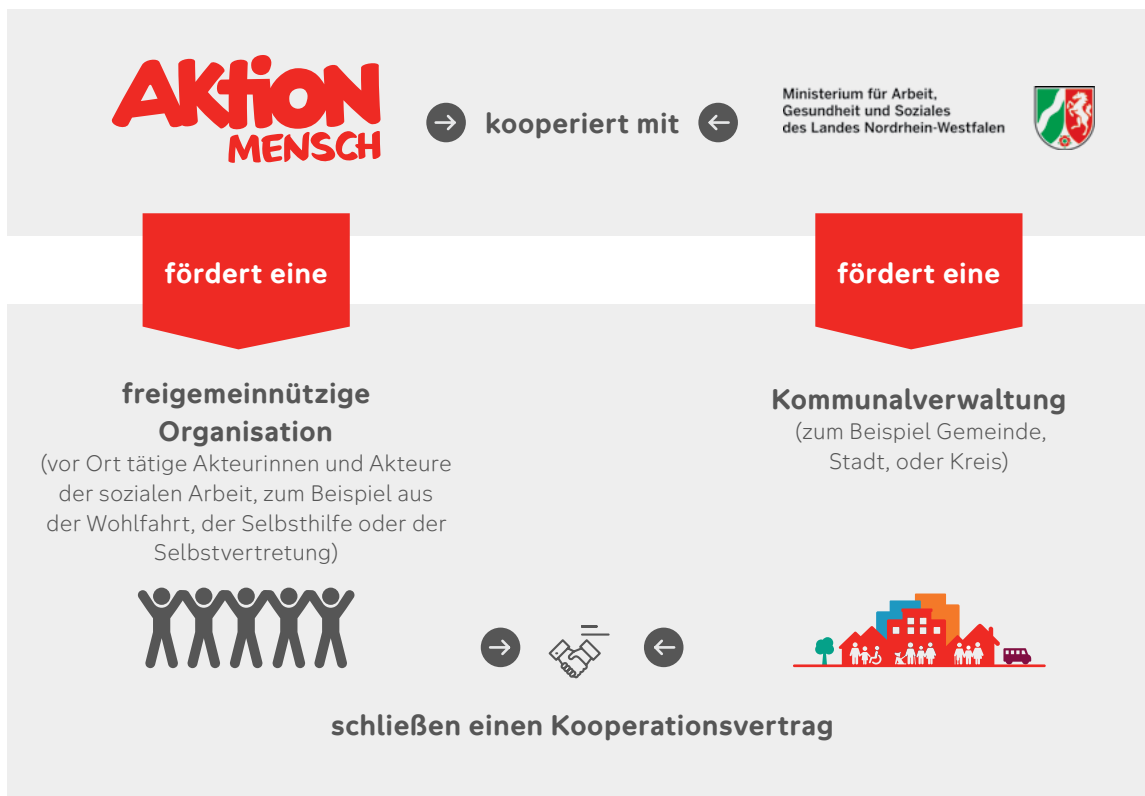 AKtion
MENSCH
kooperiert mit
Ministerium für Arbeit,
Gesundheit und Soziales
des Landes Nordrhein-Westfalen
fördert eine
fördert eine
freigemeinnützige
Organisation
(vor Ort tätige Akteurinnen und Akteure
der sozialen Arbeit, zum Beispiel aus
der Wohlfahrt, der Selbsthilfe oder der
Selbstvertretung)
Kommunalverwaltung
(zum Beispiel Gemeinde,
Stadt, oder Kreis)
schließen einen Kooperationsvertrag